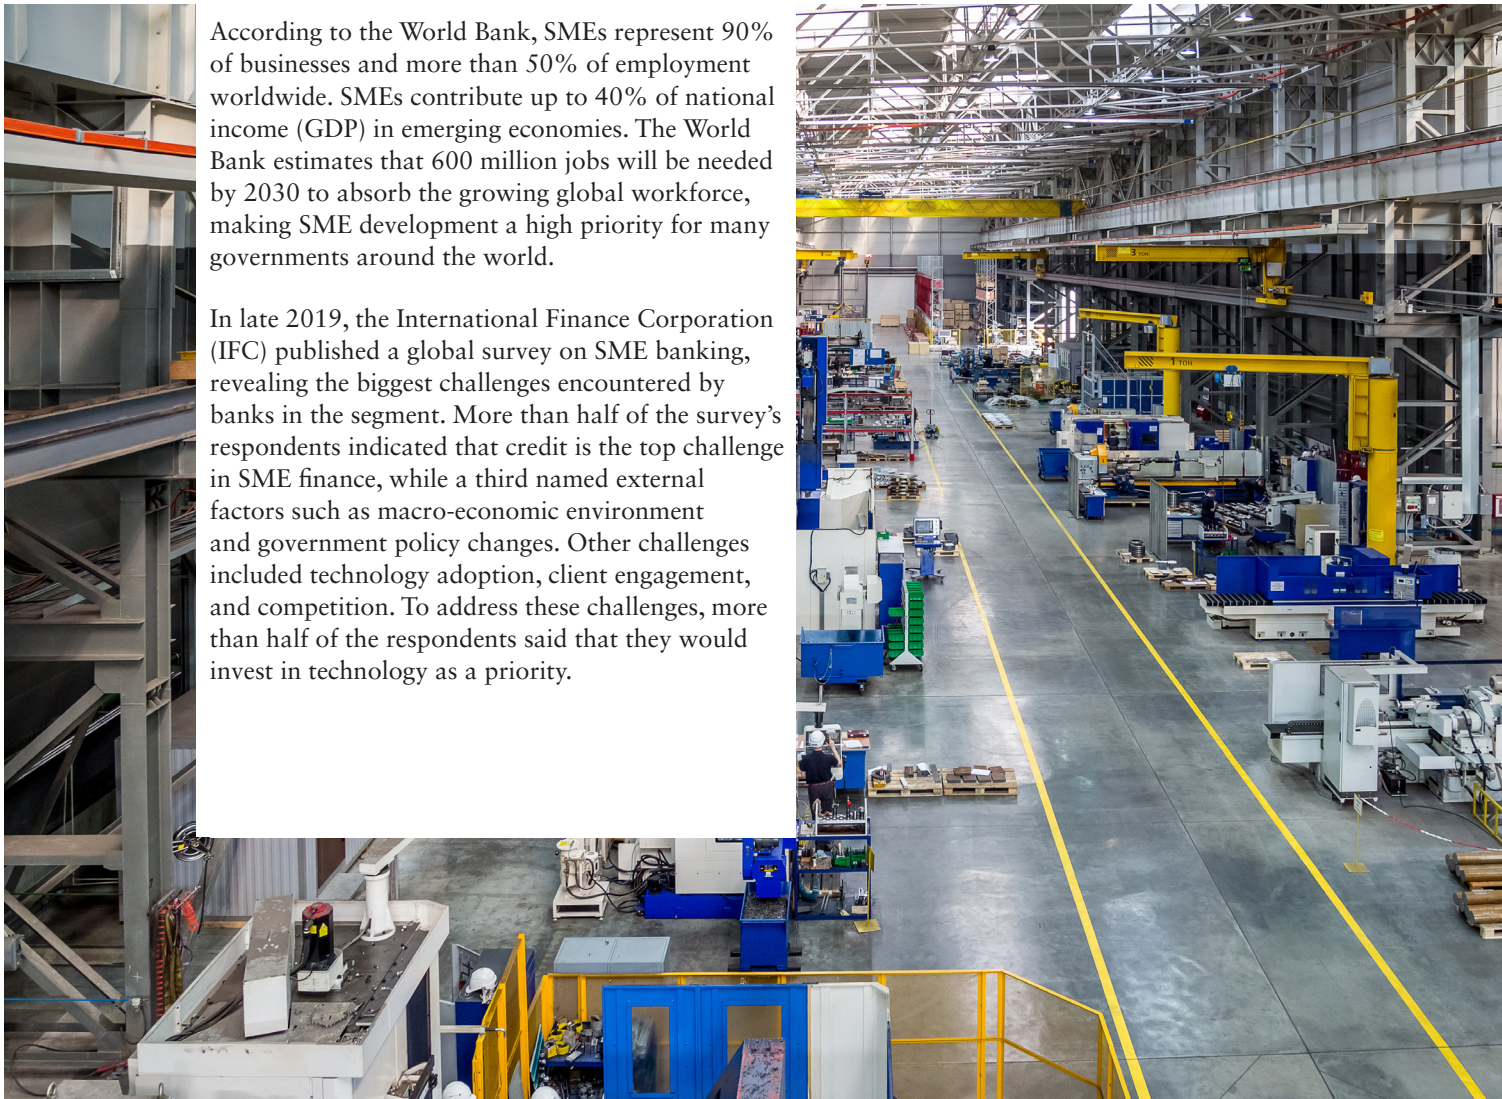 According to the World Bank, SMEs represent 90%
of businesses and more than 50% of employment
worldwide. SMEs contribute up to 40% of national
income (GDP) in emerging economies. The World
Bank estimates that 600 million jobs will be needed
by 2030 to absorb the growing global workforce,
making SME development a high priority for many
governments around the world.
In late 2019, the International Finance Corporation
(IFC) published a global survey on SME banking,
revealing the biggest challenges encountered by
banks in the segment. More than half of the survey’s
respondents indicated that credit is the top challenge
in SME finance, while a third named external
factors such as macro-economic environment
and government policy changes. Other challenges
included technology adoption, client engagement,
and competition. To address these challenges, more
than half of the respondents said that they would
invest in technology as a priority.
3 TON
1 TON